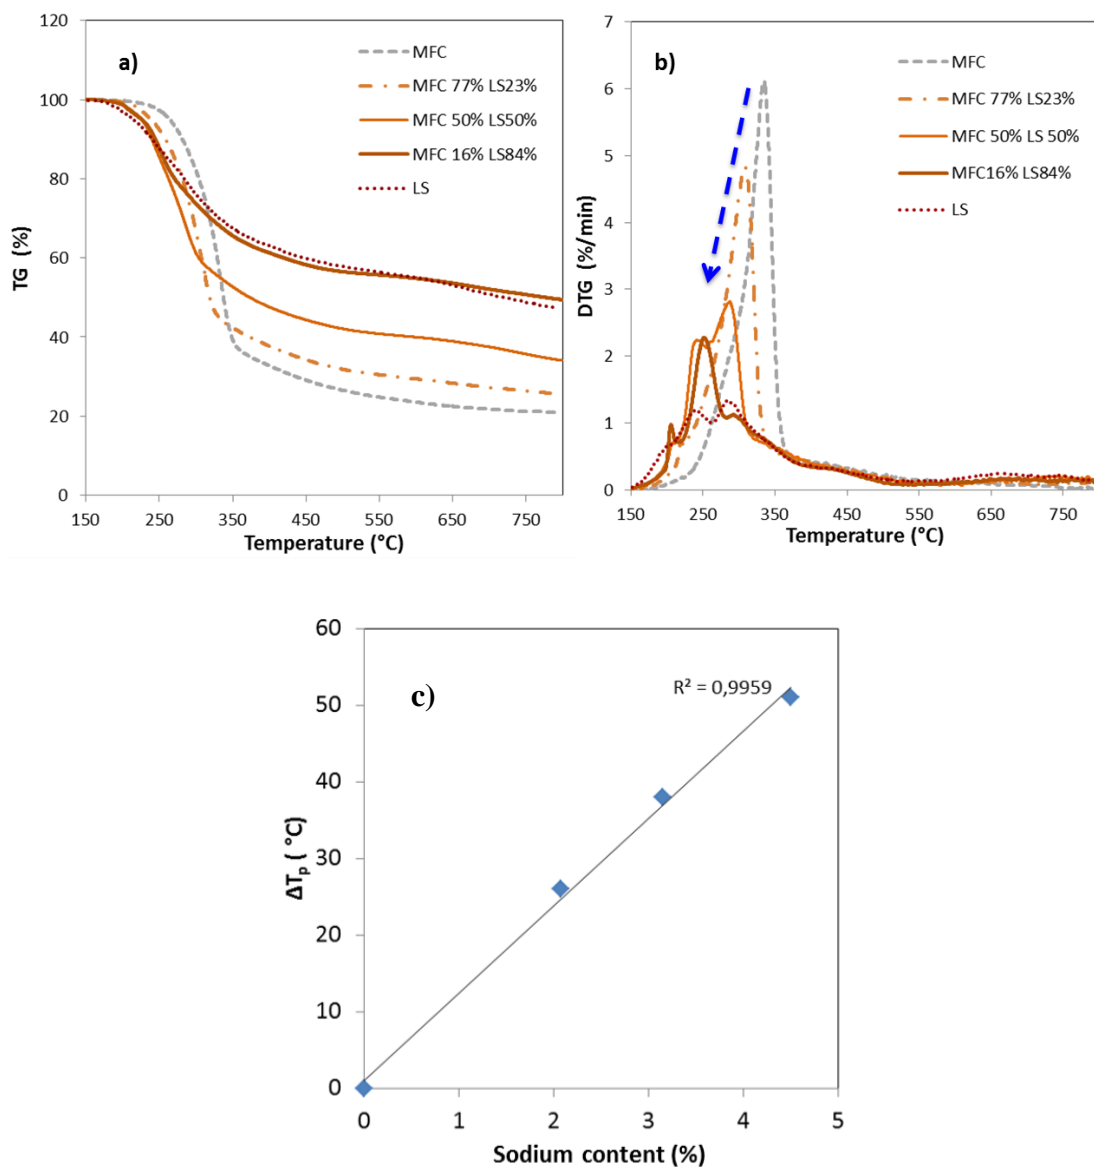 a)
120
100
80
60
40
20
0
TG (%)
150 250 350 450 550 650 750
Temperature (°C)
MFC
MFC 77% LS23%
MFC 50% LS50%
MFC 16% LS84%
LS
b)
7
6
5
4
3
2
1
0
DTG (%/min)
150 250 350 450 550 650 750
Temperature (°C)
MFC
MFC 77% LS23%
MFC 50% LS 50%
MFC16% LS84%
LS
c)
R² = 0,9959
60
50
40
30
20
10
0
ΔTp ( °C)
0 1 2 3 4 5
Sodium content (%)